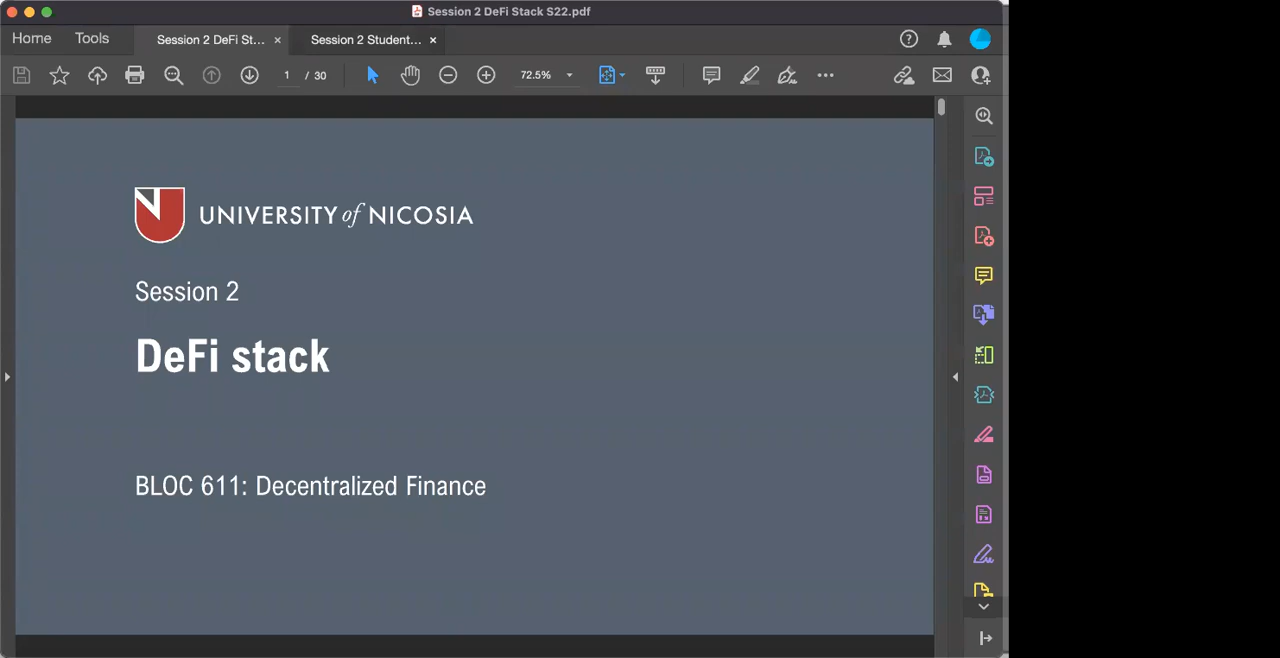 Session 2 DeFi Stack S22.pdf
Home
Tools
Session 2 DeFi St... ×
Session 2 Student... ×
1 / 30
72.5%
UNIVERSITY of NICOSIA
Session 2
DeFi stack
BLOC 611: Decentralized Finance